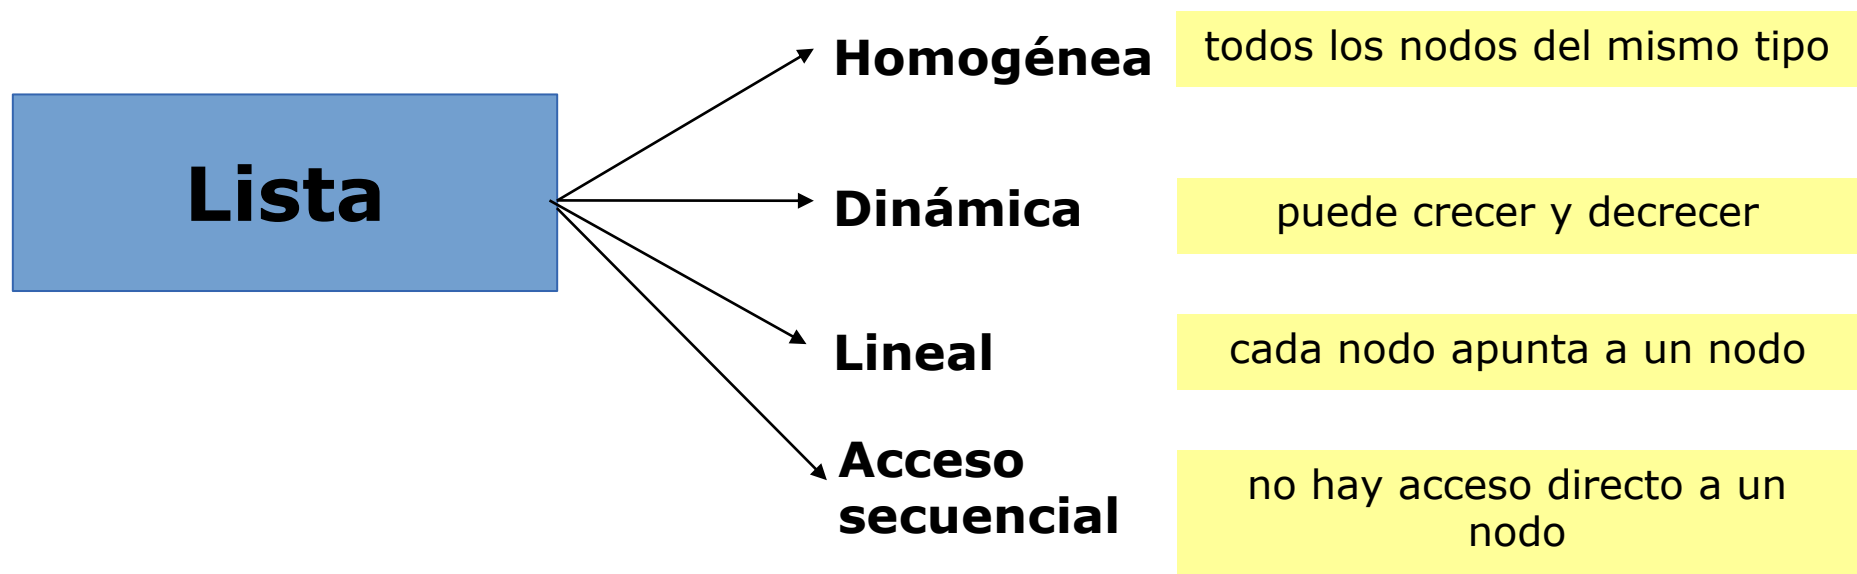 Lista
Homogénea
todos los nodos del mismo tipo
Dinámica
puede crecer y decrecer
Lineal
cada nodo apunta a un nodo
Acceso
secuencial
no hay acceso directo a un
nodo